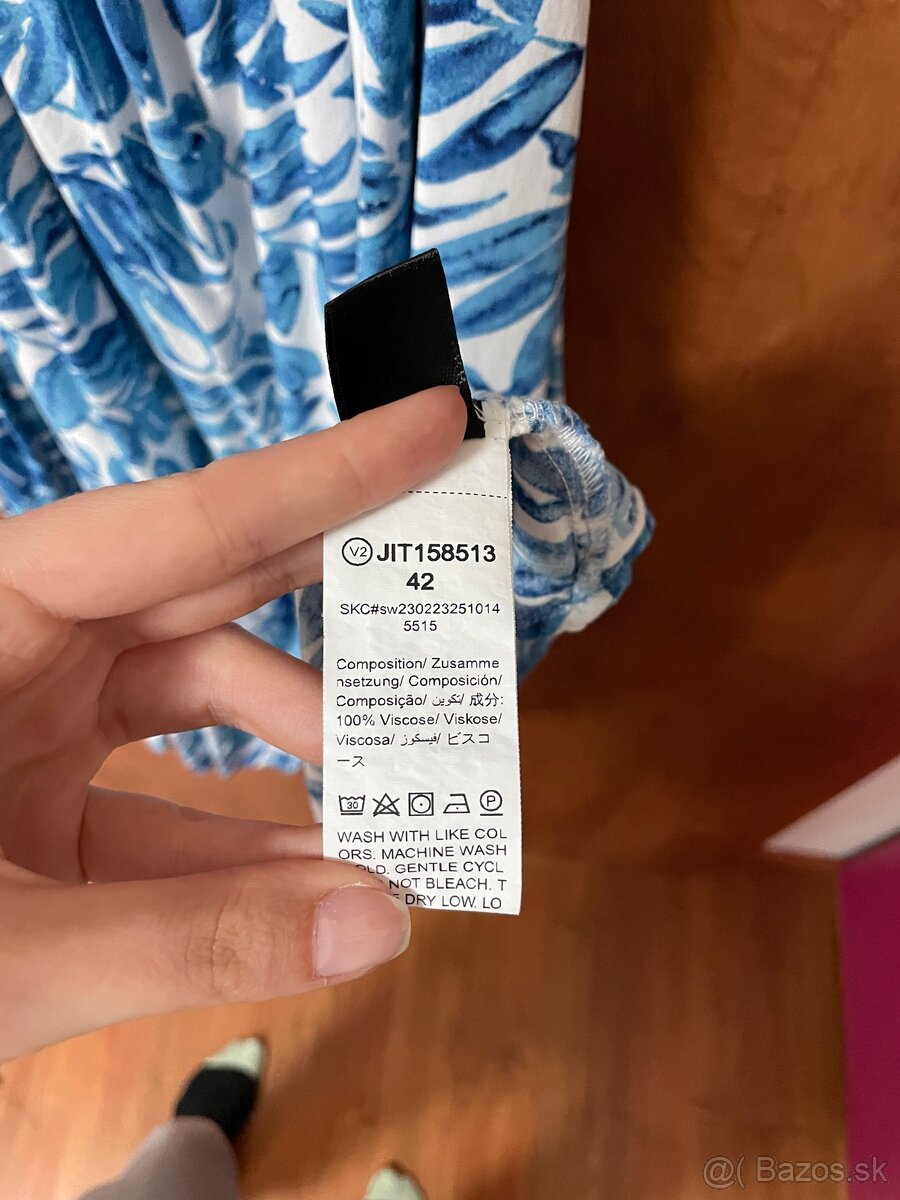 V2 JIT158513
42
SKC#sw230223251014
5515
Composition/ Zusamme
nsetzung/ Composición/
Composição/ تكوين/ 成分:
100% Viscose/ Viskose/
Viscosa/ فيسكوز/ ビスコ
ース
30 P
WASH WITH LIKE COL
ORS. MACHINE WASH
OLD. GENTLE CYCL
NOT BLEACH. T
E DRY LOW. LO
@( Bazos.sk